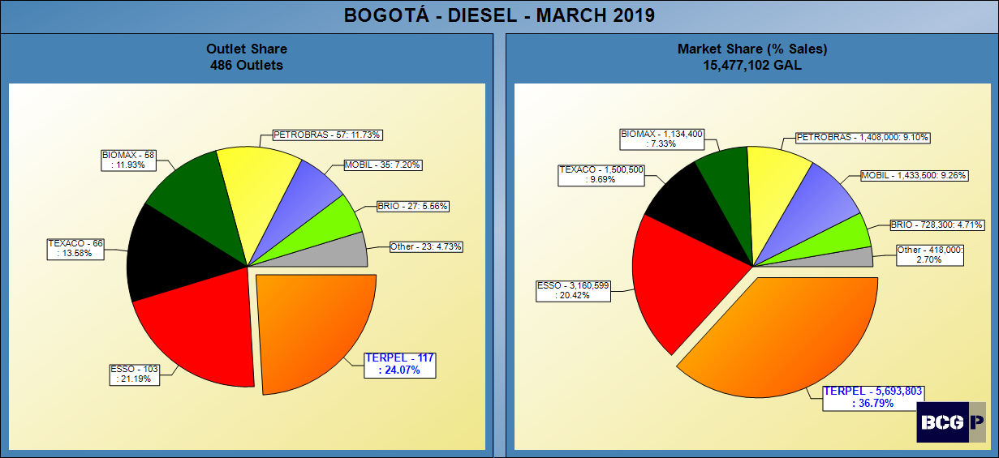 BOGOTÁ - DIESEL - MARCH 2019
Outlet Share
486 Outlets
PETROBRAS - 57: 11.73%
BIOMAX - 58
: 11.93%
MOBIL - 35: 7.20%
BRIO - 27: 5.56%
TEXACO - 66
: 13.58%
Other - 23: 4.73%
TERPEL - 117
: 24.07%
ESSO - 103
: 21.19%
Market Share (% Sales)
15,477,102 GAL
BIOMAX - 1,134,400
: 7.33%
PETROBRAS - 1,408,000: 9.10%
TEXACO - 1,500,500
: 9.69%
MOBIL - 1,433,500: 9.26%
BRIO - 728,300: 4.71%
Other - 418,000:
2.70%
ESSO - 3,160,599
: 20.42%
TERPEL - 5,693,803
: 36.79%
BCG P